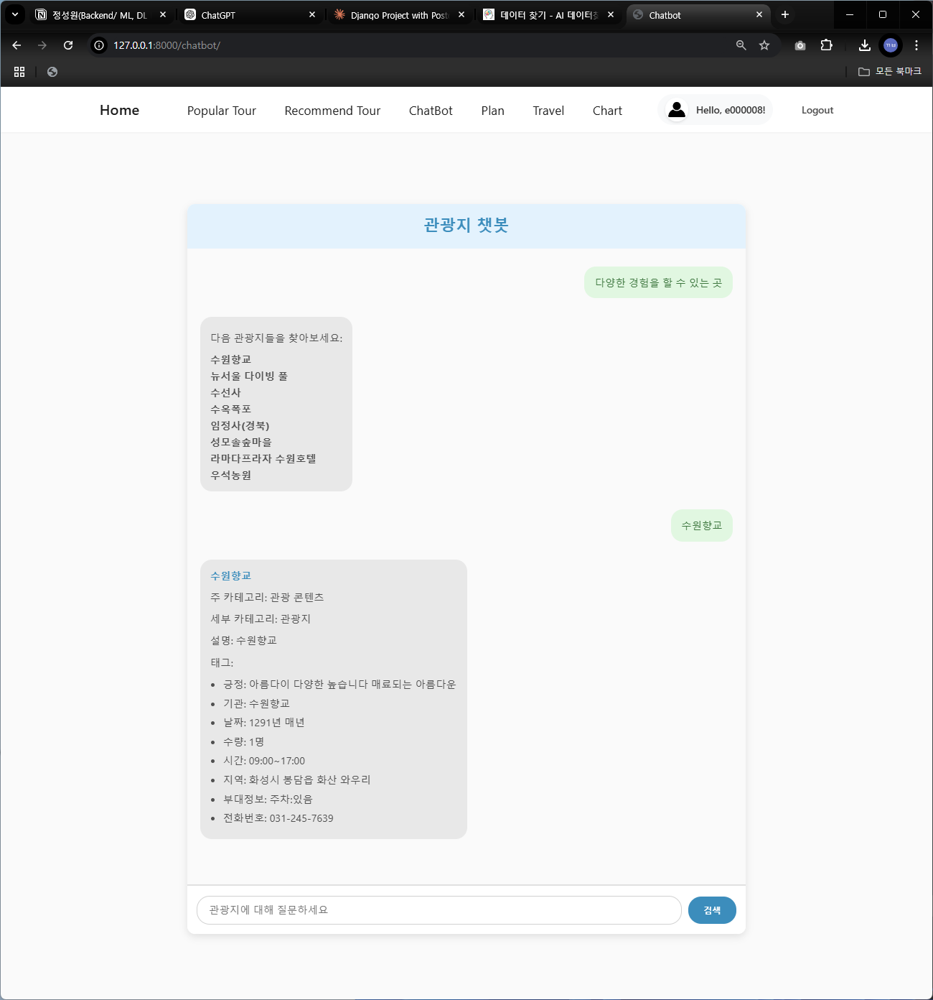 정성원(Backend/ ML, DL
ChatGPT
Django Project with Post
데이터 찾기 - AI 데이터찾
Chatbot
127.0.0.1:8000/chatbot/
ㄲㅂ
모든 북마크
Home
Popular Tour
Recommend Tour
ChatBot
Plan
Travel
Chart
Hello, e000008!
Logout
관광지 챗봇
다양한 경험을 할 수 있는 곳
다음 관광지들을 찾아보세요:
수원향교
뉴서울 다이빙 풀
수선사
수옥폭포
임정사(경북)
성모솔숲마을
라마다프라자 수원호텔
우석농원
수원향교
수원향교
주 카테고리: 관광 콘텐츠
세부 카테고리: 관광지
설명: 수원향교
태그:
• 긍정: 아름다이 다양한 높습니다 매료되는 아름다운
• 기관: 수원향교
• 날짜: 1291년 매년
• 수량: 1명
• 시간: 09:00~17:00
• 지역: 화성시 봉담읍 화산 와우리
• 부대정보: 주차:있음
• 전화번호: 031-245-7639
관광지에 대해 질문하세요
검색